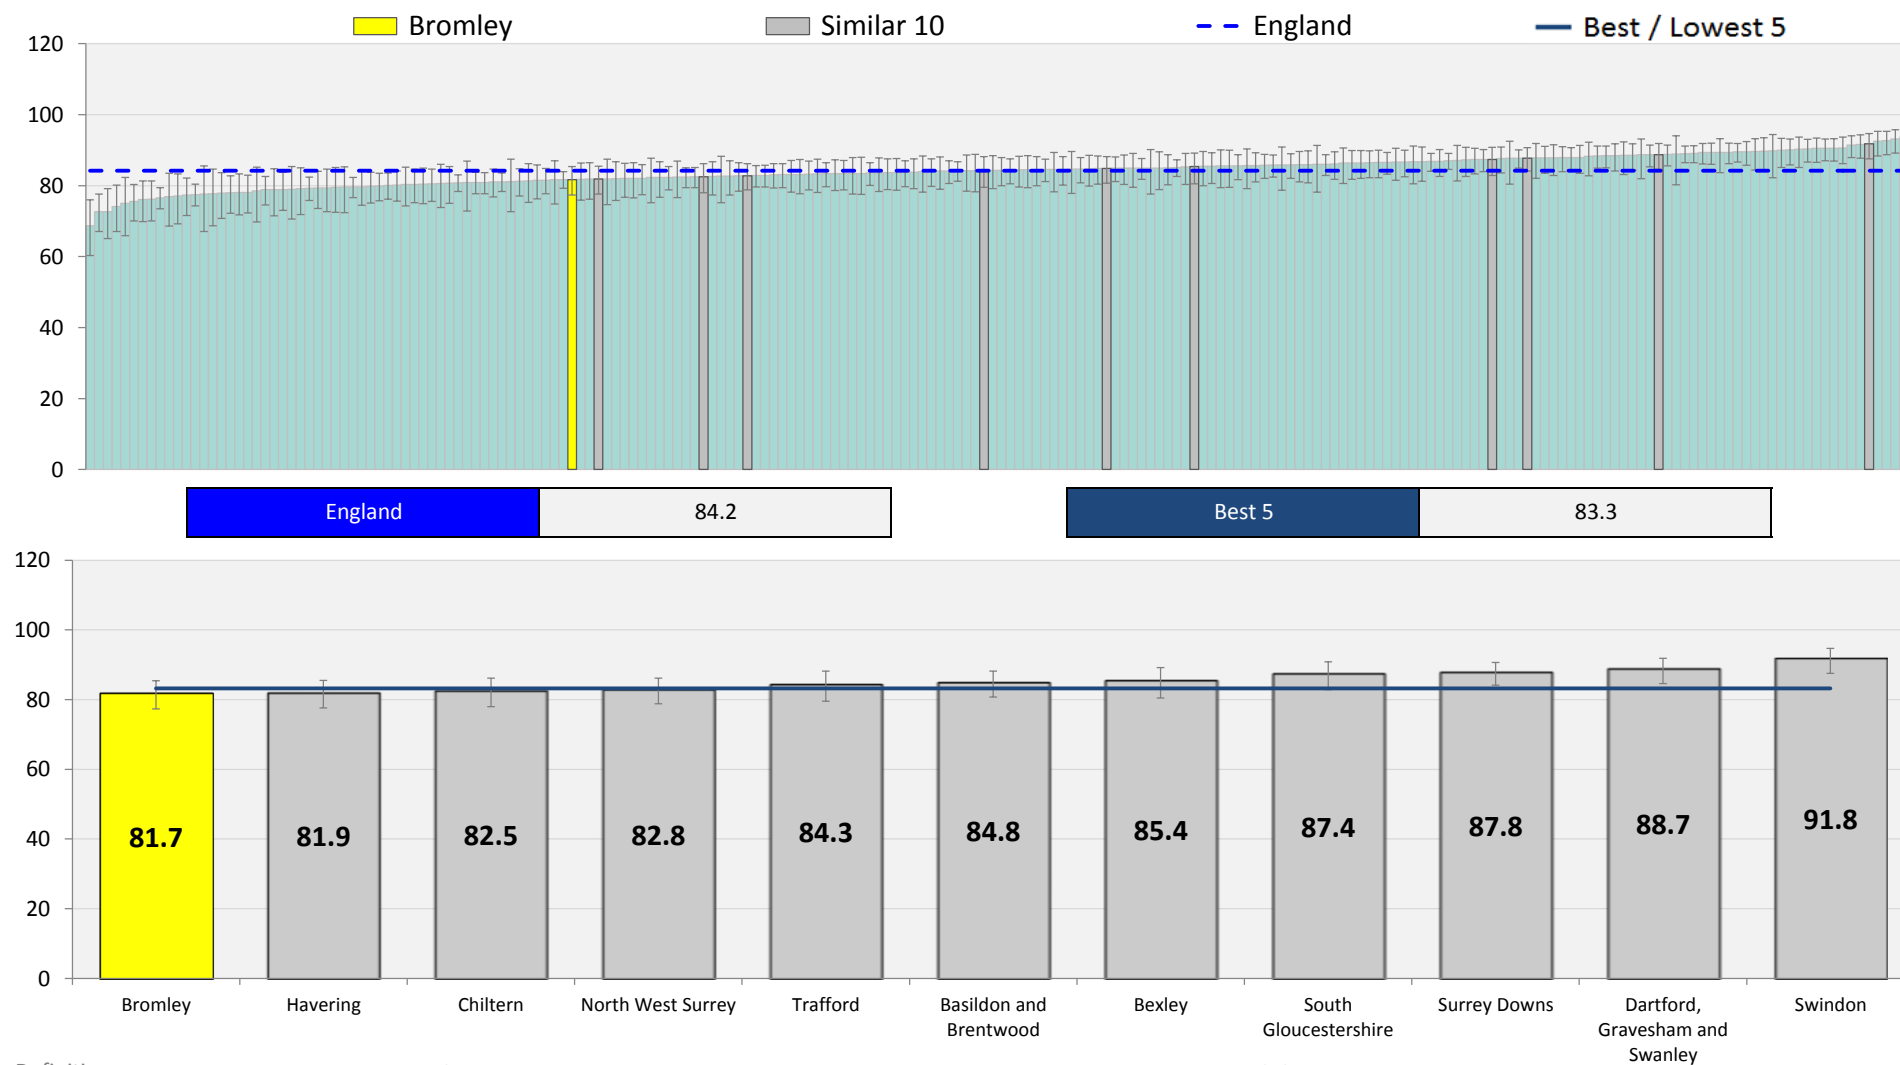 Bromley
Similar 10
England
Best / Lowest 5
120
100
80
60
40
20
0
England
84.2
Best 5
83.3
120
100
80
60
40
20
0
81.7
81.9
82.5
82.8
84.3
84.8
85.4
87.4
87.8
88.7
91.8
Bromley
Havering
Chiltern
North West Surrey
Trafford
Basildon and
Brentwood
Bexley
South
Gloucestershire
Surrey Downs
Dartford,
Gravesham and
Swanley
Swindon